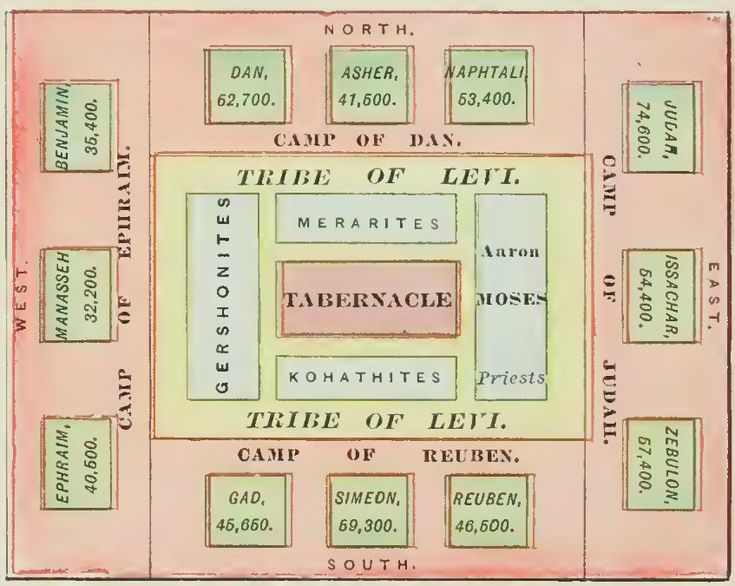 NORTH.
DAN,
62,700.
ASHER,
41,500.
NAPHTALI,
53,400.
CAMP OF DAN.
WEST.
BENJAMIN,
35,400.
MANASSEH
32,200.
EPHRAIM,
40,500.
CAMP OF EPHRAIM.
TRIBE OF LEVI.
GERSHONITES
MERARITES
TABERNACLE
KOHATHITES
Aaron
MOSES
Priests
TRIBE OF LEVI.
CAMP OF JUDAH.
JUDAH,
74,600.
ISSACHAR,
54,400.
ZEBULON,
57,400.
EAST.
CAMP OF REUBEN.
GAD,
45,650.
SIMEON,
59,300.
REUBEN,
46,500.
SOUTH.